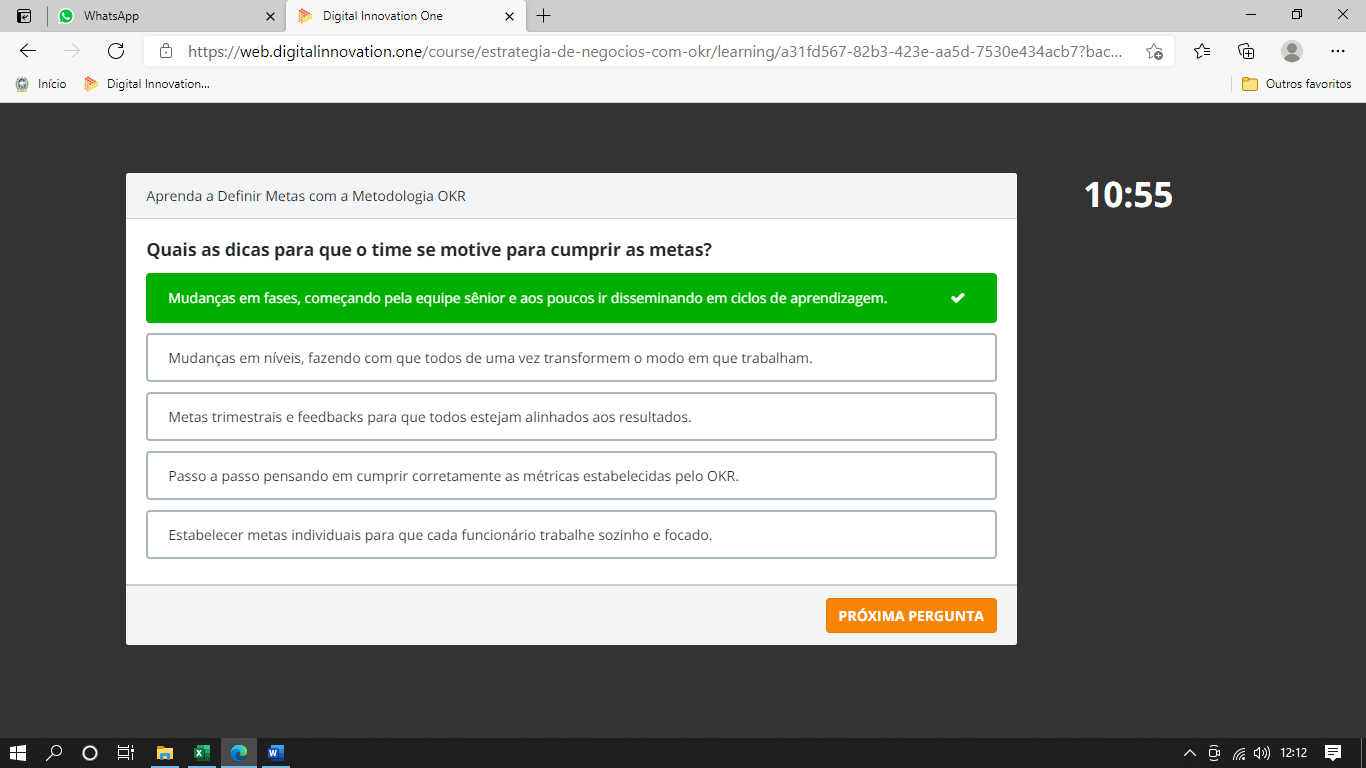 WhatsApp
Digital Innovation One
https://web.digitalinnovation.one/course/estrategia-de-negocios-com-okr/learning/a31fd567-82b3-423e-aa5d-7530e434acb7?bac...
Início
Digital Innovation...
Outros favoritos
Aprenda a Definir Metas com a Metodologia OKR
10:55
Quais as dicas para que o time se motive para cumprir as metas?
Mudanças em fases, começando pela equipe sênior e aos poucos ir disseminando em ciclos de aprendizagem.
Mudanças em níveis, fazendo com que todos de uma vez transformem o modo em que trabalham.
Metas trimestrais e feedbacks para que todos estejam alinhados aos resultados.
Passo a passo pensando em cumprir corretamente as métricas estabelecidas pelo OKR.
Estabelecer metas individuais para que cada funcionário trabalhe sozinho e focado.
PRÓXIMA PERGUNTA
12:12